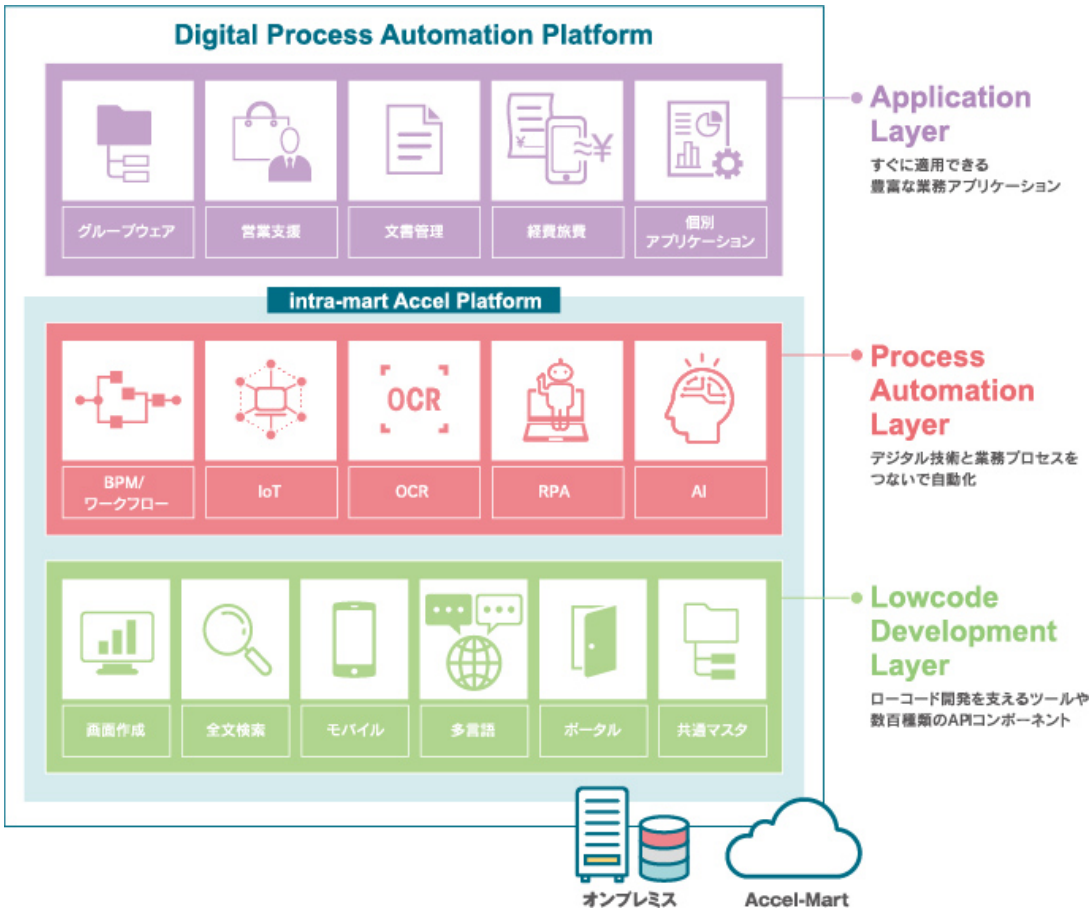 Digital Process Automation Platform
グループウェア
営業支援
文書管理
¥
¥
経費旅費
個別
アプリケーション
Application
Layer
すぐに適用できる
豊富な業務アプリケーション
intra-mart Accel Platform
BPM/
ワークフロー
IoT
OCR
OCR
RPA
AI
Process
Automation
Layer
デジタル技術と業務プロセスを
つないで自動化
画面作成
全文検索
モバイル
多言語
ポータル
共通マスタ
Lowcode
Development
Layer
ローコード開発を支えるツールや
数百種類のAPIコンポーネント
オンプレミス
Accel-Mart